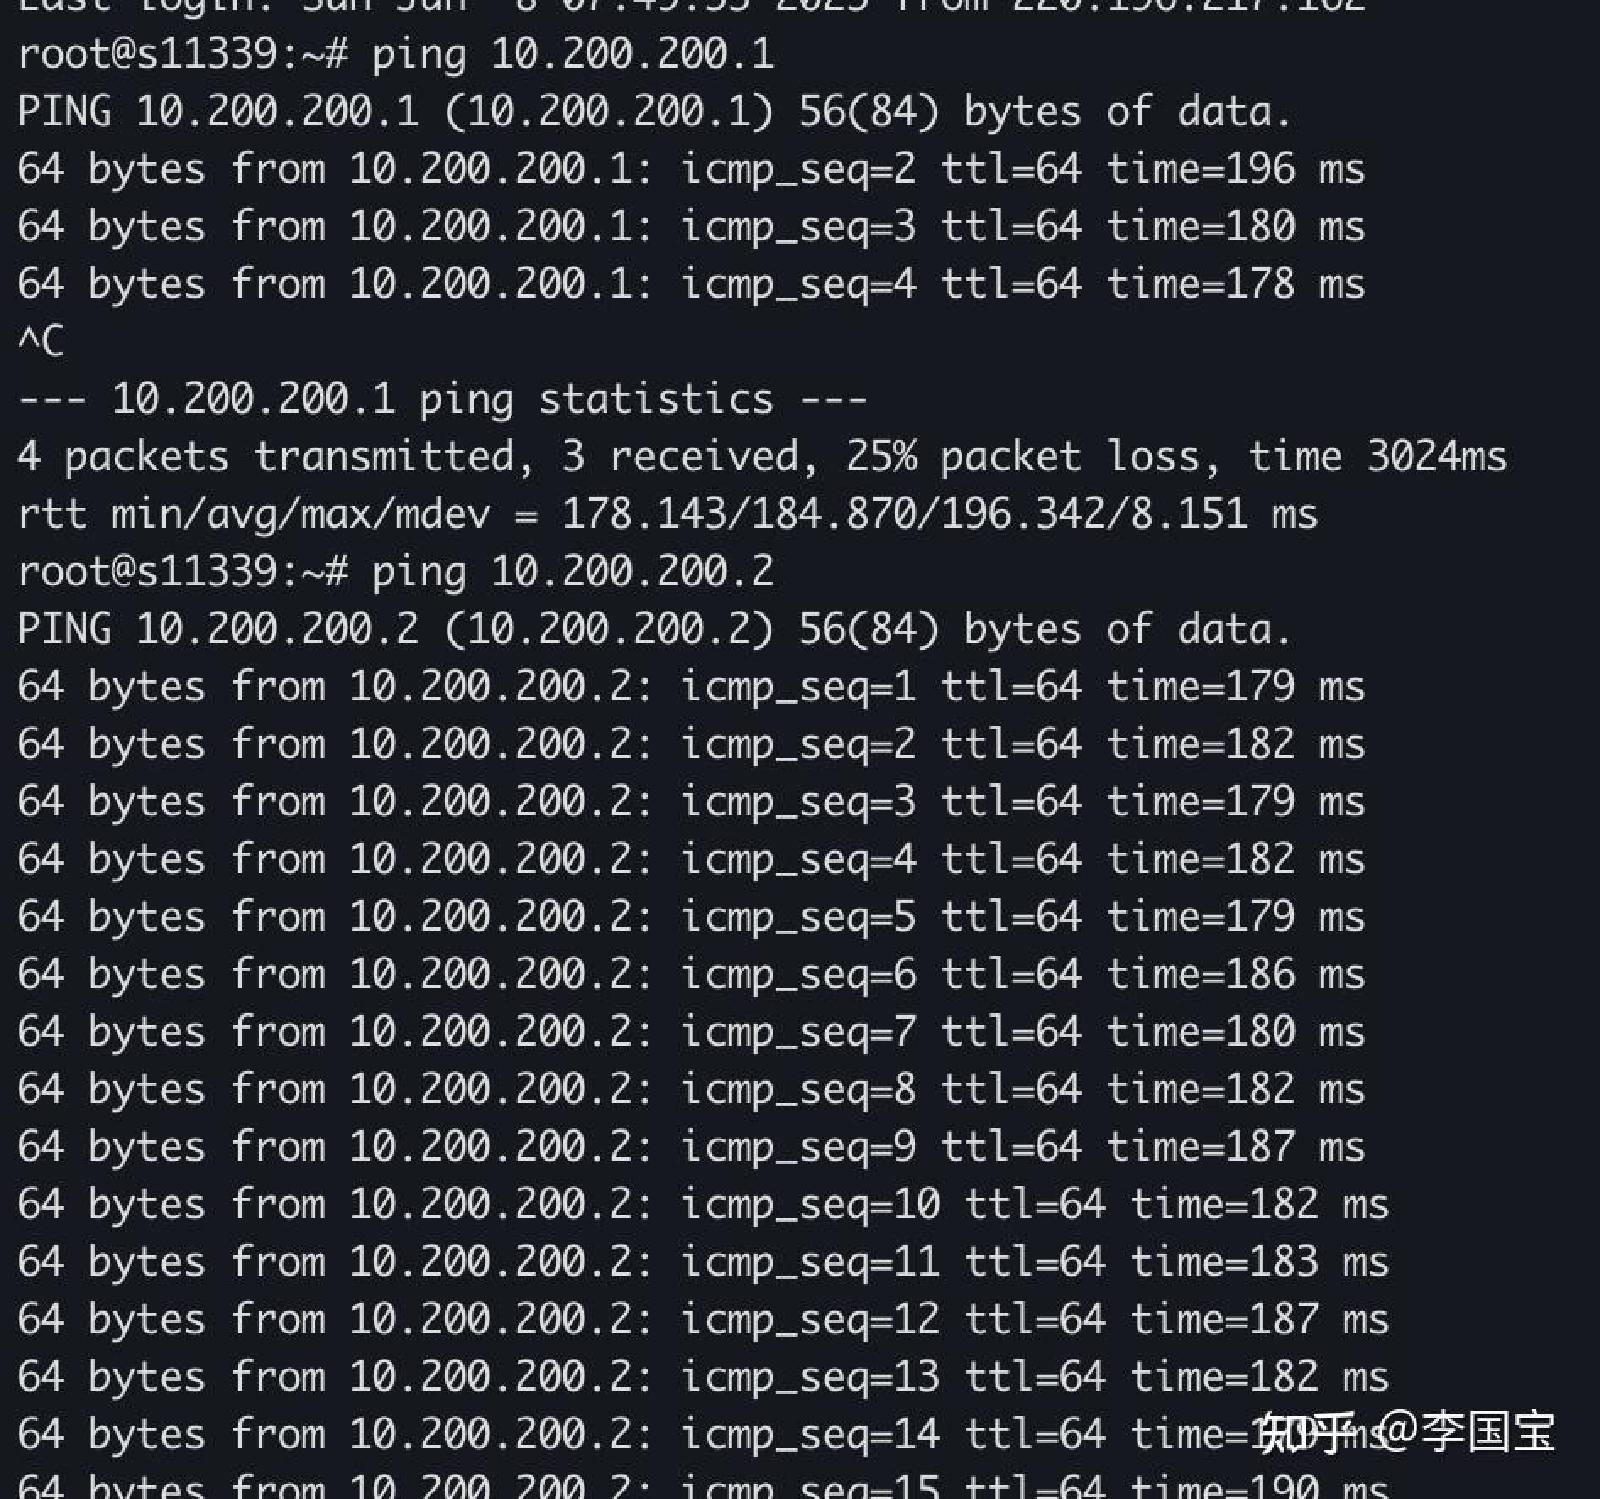 Last login: Sun Jan  8 07:49:55 2023 from 220.196.217.162
root@s11339:~# ping 10.200.200.1
PING 10.200.200.1 (10.200.200.1) 56(84) bytes of data.
64 bytes from 10.200.200.1: icmp_seq=2 ttl=64 time=196 ms
64 bytes from 10.200.200.1: icmp_seq=3 ttl=64 time=180 ms
64 bytes from 10.200.200.1: icmp_seq=4 ttl=64 time=178 ms
^C
--- 10.200.200.1 ping statistics ---
4 packets transmitted, 3 received, 25% packet loss, time 3024ms
rtt min/avg/max/mdev = 178.143/184.870/196.342/8.151 ms
root@s11339:~# ping 10.200.200.2
PING 10.200.200.2 (10.200.200.2) 56(84) bytes of data.
64 bytes from 10.200.200.2: icmp_seq=1 ttl=64 time=179 ms
64 bytes from 10.200.200.2: icmp_seq=2 ttl=64 time=182 ms
64 bytes from 10.200.200.2: icmp_seq=3 ttl=64 time=179 ms
64 bytes from 10.200.200.2: icmp_seq=4 ttl=64 time=182 ms
64 bytes from 10.200.200.2: icmp_seq=5 ttl=64 time=179 ms
64 bytes from 10.200.200.2: icmp_seq=6 ttl=64 time=186 ms
64 bytes from 10.200.200.2: icmp_seq=7 ttl=64 time=180 ms
64 bytes from 10.200.200.2: icmp_seq=8 ttl=64 time=182 ms
64 bytes from 10.200.200.2: icmp_seq=9 ttl=64 time=187 ms
64 bytes from 10.200.200.2: icmp_seq=10 ttl=64 time=182 ms
64 bytes from 10.200.200.2: icmp_seq=11 ttl=64 time=183 ms
64 bytes from 10.200.200.2: icmp_seq=12 ttl=64 time=187 ms
64 bytes from 10.200.200.2: icmp_seq=13 ttl=64 time=182 ms
64 bytes from 10.200.200.2: icmp_seq=14 ttl=64 ms
知乎 @李国宝
64 bytes from 10.200.200.2: icmp_seq=15 ttl=64 time=190 ms